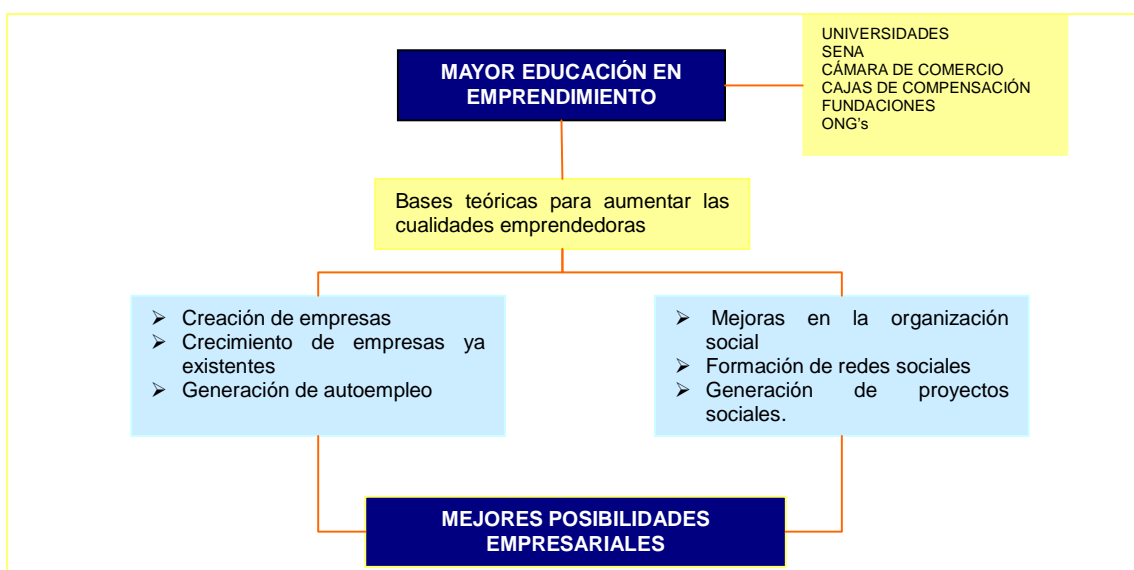 UNIVERSIDADES
SENA
CÁMARA DE COMERCIO
CAJAS DE COMPENSACIÓN
FUNDACIONES
ONG's
MAYOR EDUCACIÓN EN
EMPRENDIMIENTO
Bases teóricas para aumentar las
cualidades emprendedoras
➢ Creación de empresas
➢ Crecimiento de empresas ya
existentes
➢ Generación de autoempleo
➢ Mejoras en la organización
social
➢ Formación de redes sociales
➢ Generación de proyectos
sociales.
MEJORES POSIBILIDADES
EMPRESARIALES